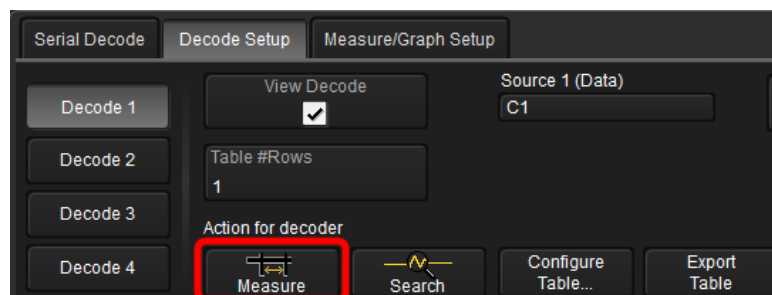 Serial Decode Decode Setup Measure/Graph Setup
View Decode Source 1 (Data)
Decode 1 C1
Decode 2 Table #Rows
1
Decode 3
Action for decoder
Decode 4 Measure Search Configure Table... Export Table